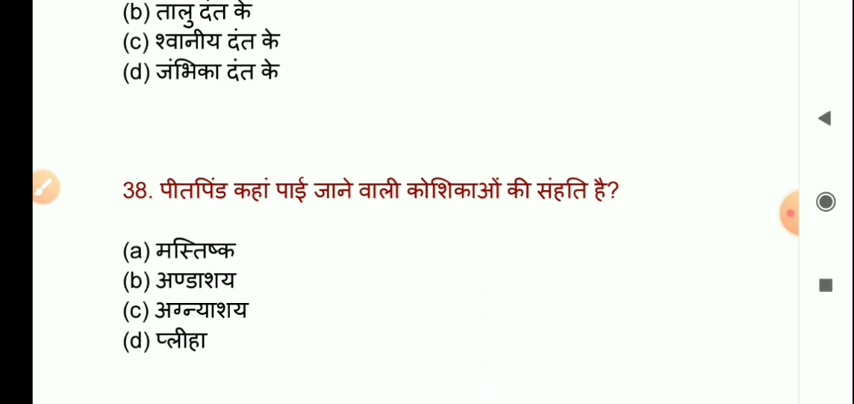 (b) तालु दंत के
(c) श्वानीय दंत के
(d) जंभिका दंत के
38. पीतपिंड कहां पाई जाने वाली कोशिकाओं की संहति है?
(a) मस्तिष्क
(b) अण्डाशय
(c) अग्न्याशय
(d) प्लीहा